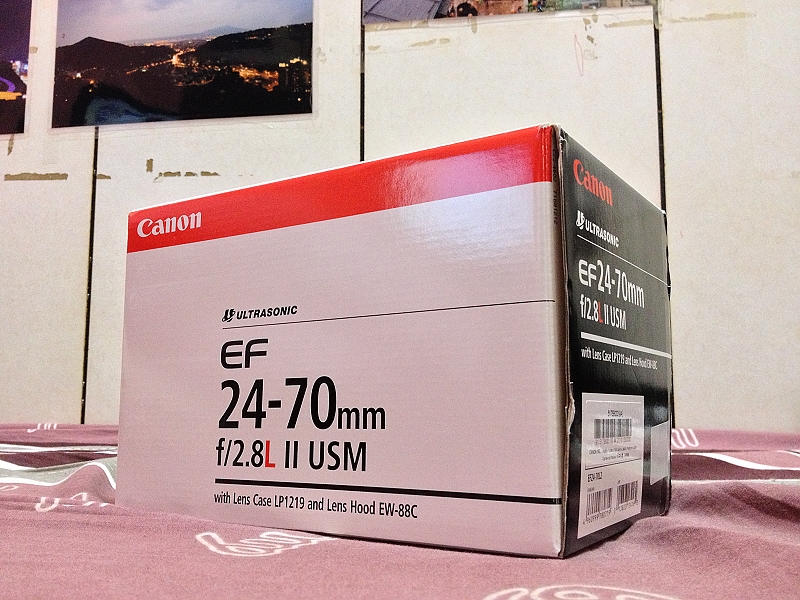 Canon
ULTRASONIC
EF
24-70mm
f/2.8L II USM
with Lens Case LP1219 and Lens Hood EW-88C
Canon
ULTRASONIC
EF24-70mm
f/2.8L II USM
with Lens Case LP1219 and Lens Hood EW-88C